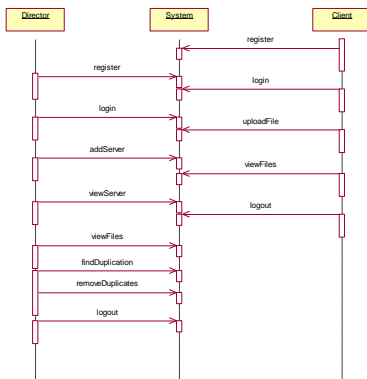 Director
System
Client
register
register
login
login
uploadFile
addServer
viewFiles
viewServer
logout
viewFiles
findDuplication
removeDuplicates
logout